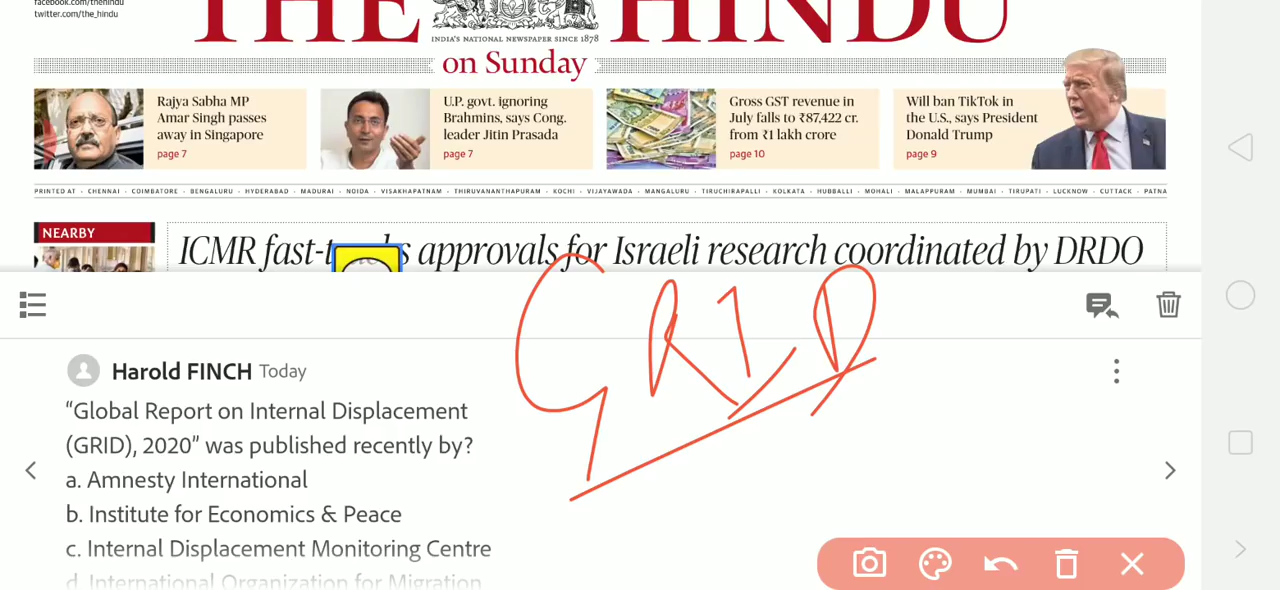 facebook.com/thehindu
twitter.com/the_hindu
THE HINDU
INDIA'S NATIONAL NEWSPAPER SINCE 1878
on Sunday
Rajya Sabha MP
Amar Singh passes
away in Singapore
page 7
U.P. govt. ignoring
Brahmins, says Cong.
leader Jitin Prasada
page 7
Gross GST revenue in
July falls to ₹87,422 cr.
from ₹1 lakh crore
page 10
Will ban TikTok in
the U.S., says President
Donald Trump
page 9
PRINTED AT • CHENNAI • COIMBATORE • BENGALURU • HYDERABAD • MADURAI • NOIDA • VISAKHAPATNAM • THIRUVANANTHAPURAM • KOCHI • VIJAYAWADA • MANGALURU • TIRUCHIRAPALLI • KOLKATA • HUBBALLI • MOHALI • MALAPPURAM • MUMBAI • TIRUPATI • LUCKNOW • CUTTACK • PATNA
NEARBY
ICMR fast-t ks approvals for Israeli research coordinated by DRDO
GRID
Harold FINCH Today
“Global Report on Internal Displacement
(GRID), 2020” was published recently by?
a. Amnesty International
b. Institute for Economics & Peace
c. Internal Displacement Monitoring Centre
d. International Organization for Migration